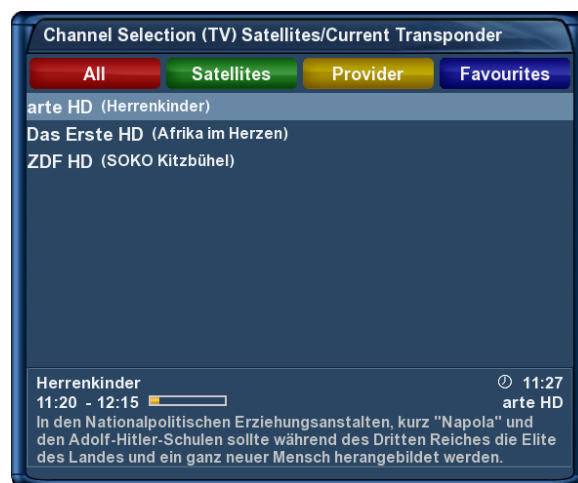 Channel Selection (TV) Satellites/Current Transponder
All Satellites Provider Favourites
arte HD (Herrenkinder)
Das Erste HD (Afrika im Herzen)
ZDF HD (SOKO Kitzbühel)
Herrenkinder 11:27
11:20 - 12:15 arte HD
In den Nationalpolitischen Erziehungsanstalten, kurz "Napola" und
den Adolf-Hitler-Schulen sollte während des Dritten Reiches die Elite
des Landes und ein ganz neuer Mensch herangebildet werden.